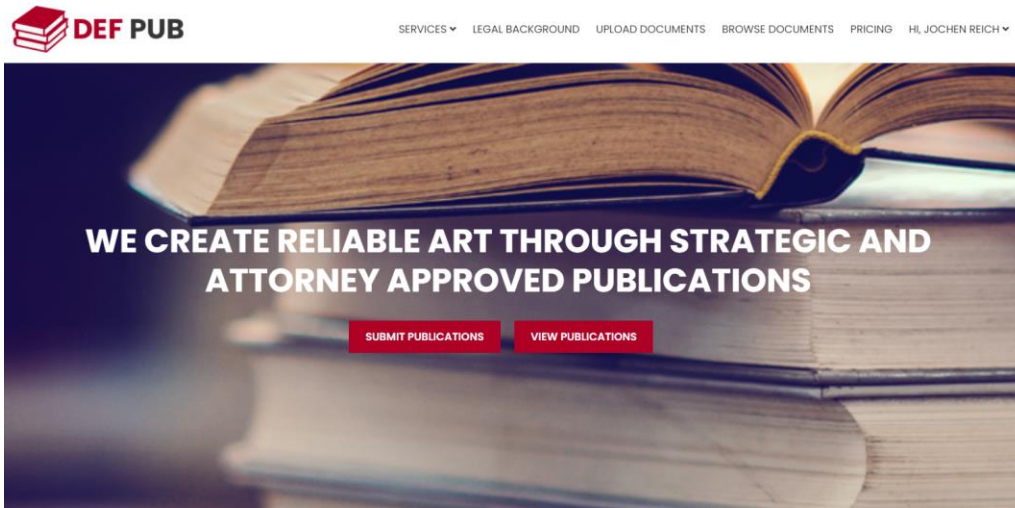 DEF PUB
SERVICES LEGAL BACKGROUND UPLOAD DOCUMENTS BROWSE DOCUMENTS PRICING HI, JOCHEN REICH
WE CREATE RELIABLE ART THROUGH STRATEGIC AND
ATTORNEY APPROVED PUBLICATIONS
SUBMIT PUBLICATIONS VIEW PUBLICATIONS